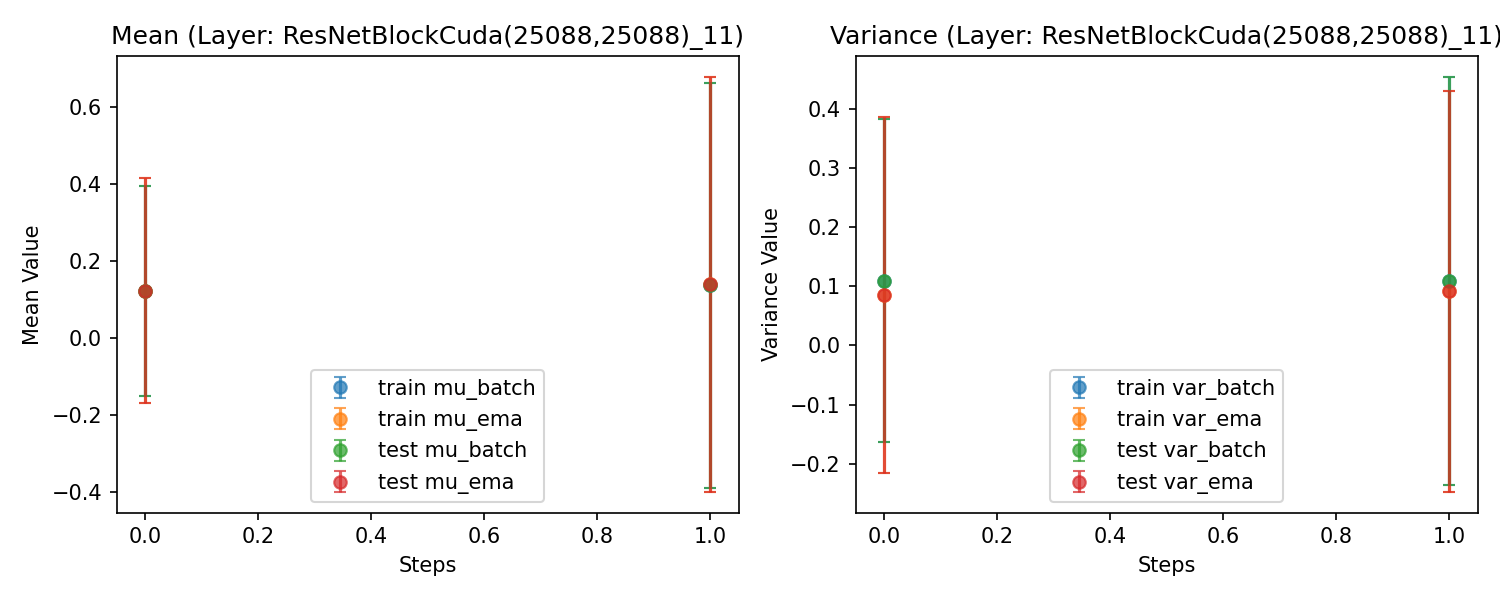 Mean (Layer: ResNetBlockCuda(25088,25088)_11)
Mean Value
0.6
0.4
0.2
0.0
−0.2
−0.4
train mu_batch
train mu_ema
test mu_batch
test mu_ema
0.0 0.2 0.4 0.6 0.8 1.0
Steps
Variance (Layer: ResNetBlockCuda(25088,25088)_11)
Variance Value
0.4
0.3
0.2
0.1
0.0
−0.1
−0.2
train var_batch
train var_ema
test var_batch
test var_ema
0.0 0.2 0.4 0.6 0.8 1.0
Steps